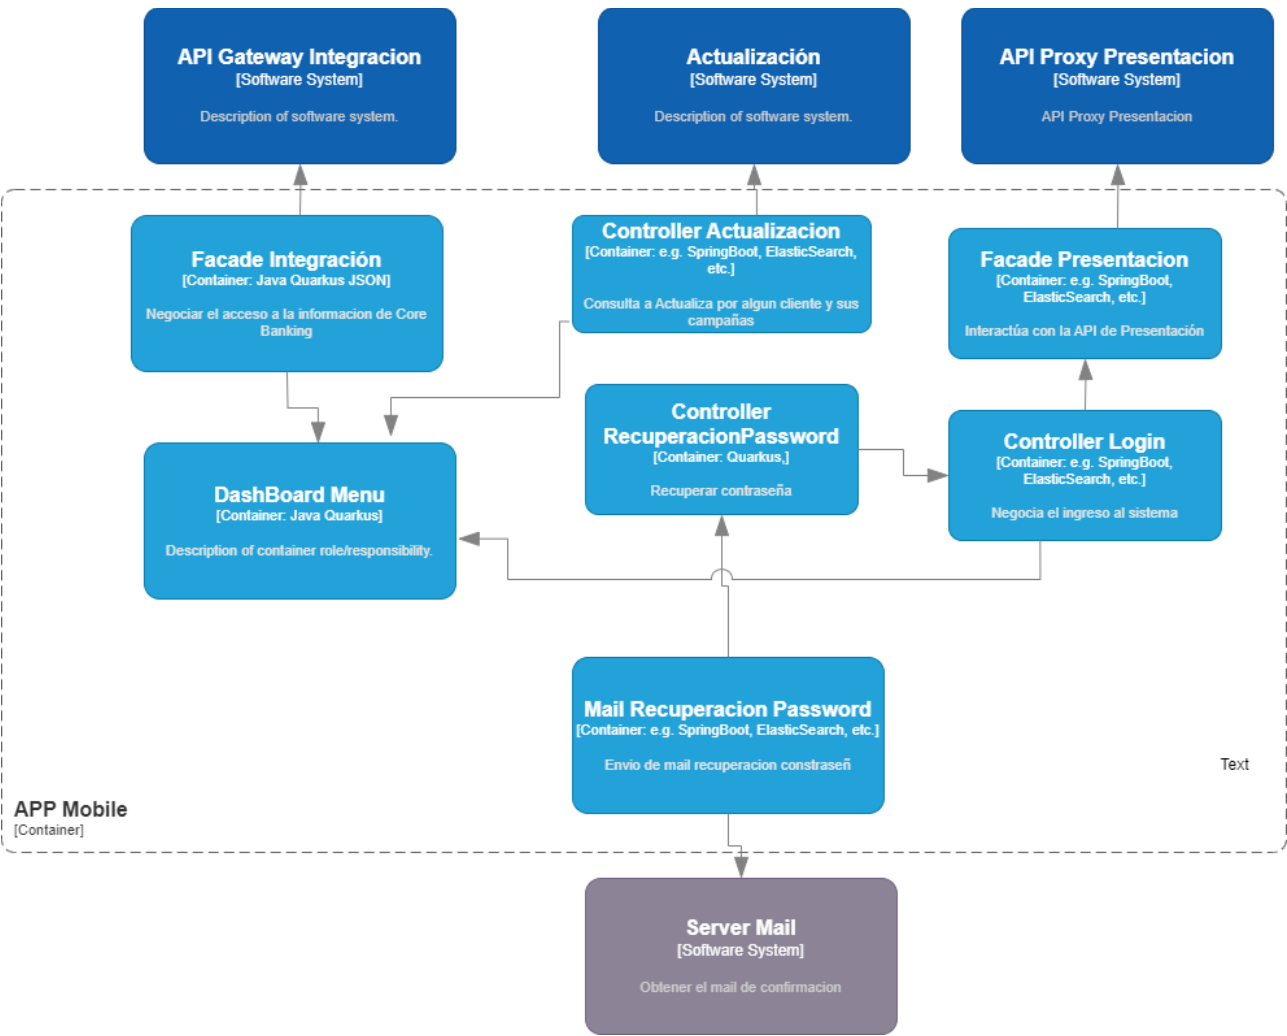 API Gateway Integracion
[Software System]
Description of software system.
Actualización
[Software System]
Description of software system.
API Proxy Presentacion
[Software System]
API Proxy Presentacion
Facade Integración
[Container: Java Quarkus JSON]
Negociar el acceso a la informacion de Core
Banking
Controller Actualizacion
[Container: e.g. SpringBoot, ElasticSearch,
etc.]
Consulta a Actualiza por algun cliente y sus
campañas
Facade Presentacion
[Container: e.g. SpringBoot,
ElasticSearch, etc.]
Interactúa con la API de Presentación
Controller
RecuperacionPassword
[Container: Quarkus,]
Recuperar contraseña
Controller Login
[Container: e.g. SpringBoot,
ElasticSearch, etc.]
Negocia el ingreso al sistema
DashBoard Menu
[Container: Java Quarkus]
Description of container role/responsibility.
Mail Recuperacion Password
[Container: e.g. SpringBoot, ElasticSearch, etc.]
Envio de mail recuperacion constraseñ
Text
APP Mobile
[Container]
Server Mail
[Software System]
Obtener el mail de confirmacion